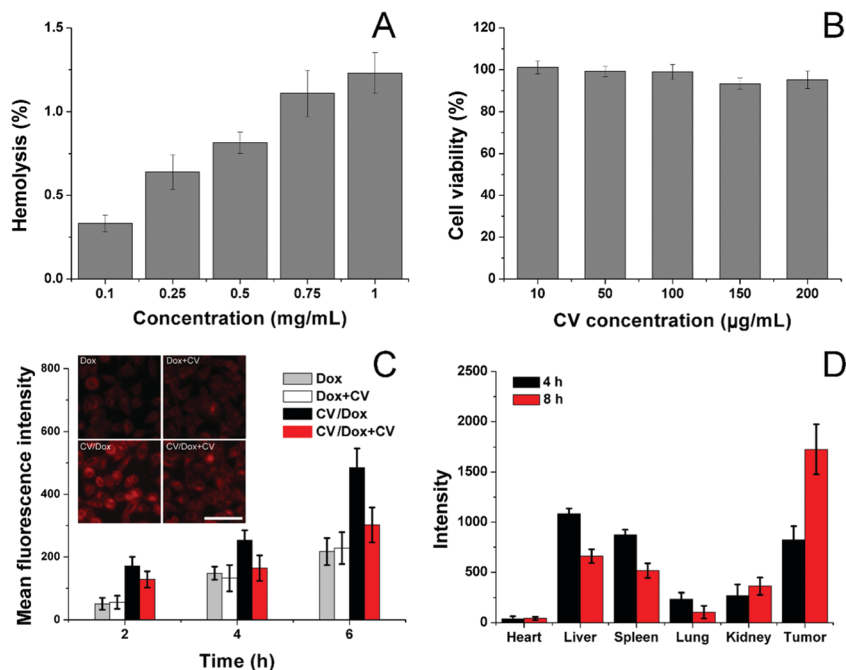 A
Hemolysis (%)
1.5
1.0
0.5
0.0
0.1 0.25 0.5 0.75 1
Concentration (mg/mL)
B
Cell viability (%)
120
100
80
60
40
20
0
10 50 100 150 200
CV concentration (µg/mL)
C
Mean fluorescence intensity
800
600
400
200
0
Dox Dox+CV
CV/Dox CV/Dox+CV
Dox
Dox+CV
CV/Dox
CV/Dox+CV
2 4 6
Time (h)
D
Intensity
2500
2000
1500
1000
500
0
4 h
8 h
Heart Liver Spleen Lung Kidney Tumor